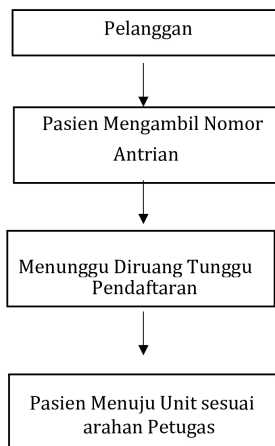 Pelanggan
Pasien Mengambil Nomor
Antrian
Menunggu Diruang Tunggu
Pendaftaran
Pasien Menuju Unit sesuai
arahan Petugas